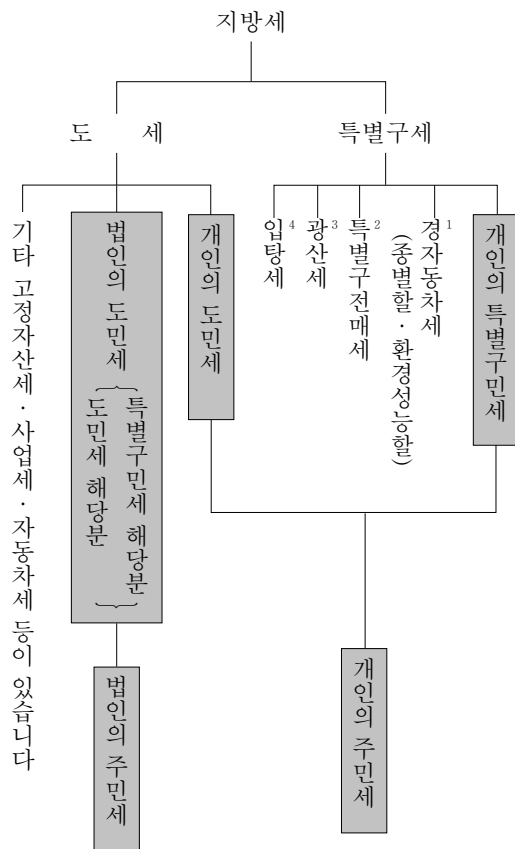 지방세
도 세
특별구세
기타 고정자산세·사업세·자동차세 등이 있습니다
법인의 도민세
도민세 해당분
특별구민세 해당분
개인의 도민세
입탕세4
광산세3
특별구전매세2
(종별할·환경성능할)
경자동차세1
개인의 특별구민세
법인의 주민세
개인의 주민세